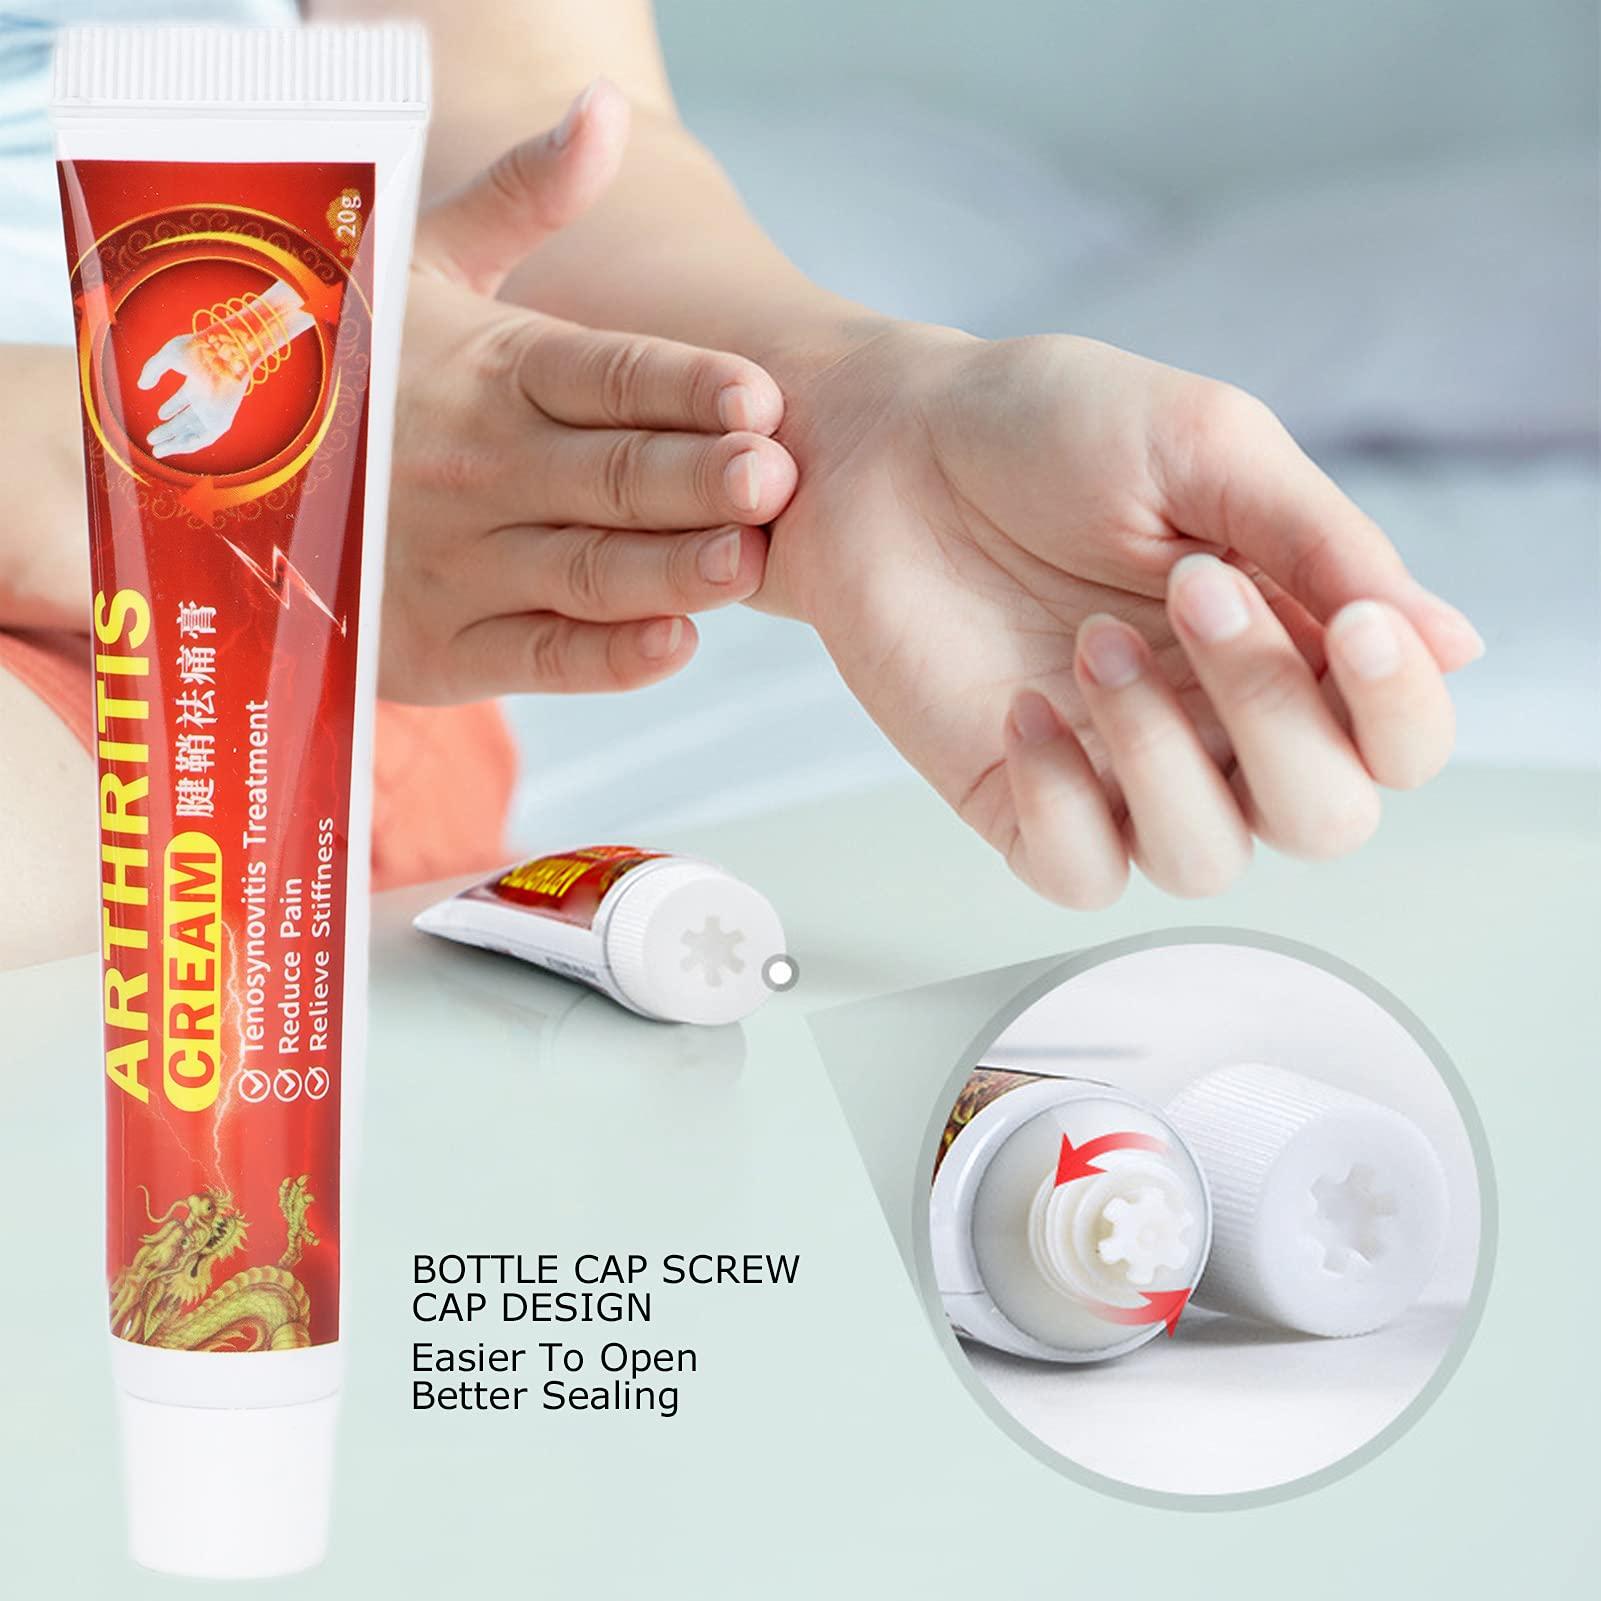 20g
ARTHRITIS
CREAM
腱鞘祛痛膏
Tenosynovitis Treatment
Reduce Pain
Relieve Stiffness
BOTTLE CAP SCREW
CAP DESIGN
Easier To Open
Better Sealing